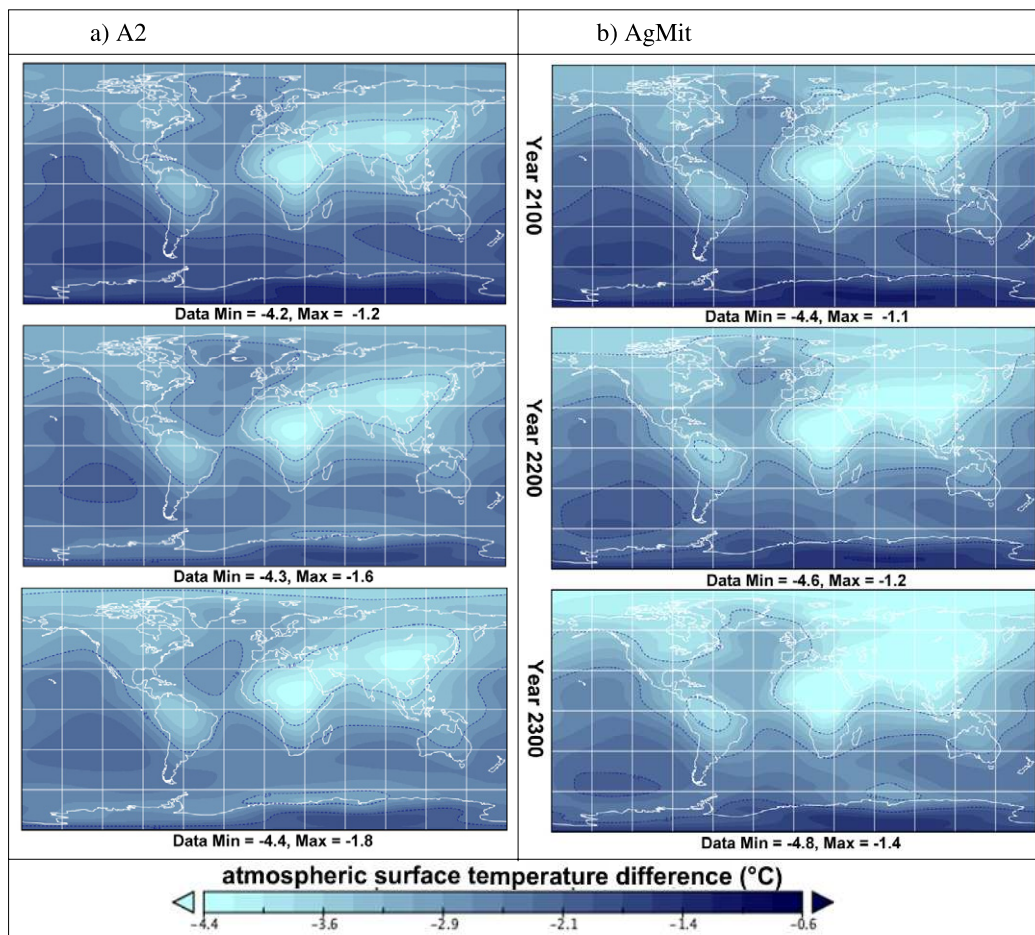 a) A2
b) AgMit
Year 2100
Data Min = -4.2, Max = -1.2
Data Min = -4.4, Max = -1.1
Year 2200
Data Min = -4.3, Max = -1.6
Data Min = -4.6, Max = -1.2
Year 2300
Data Min = -4.4, Max = -1.8
Data Min = -4.8, Max = -1.4
atmospheric surface temperature difference (°C)
-4.4 -3.6 -2.9 -2.1 -1.4 -0.6